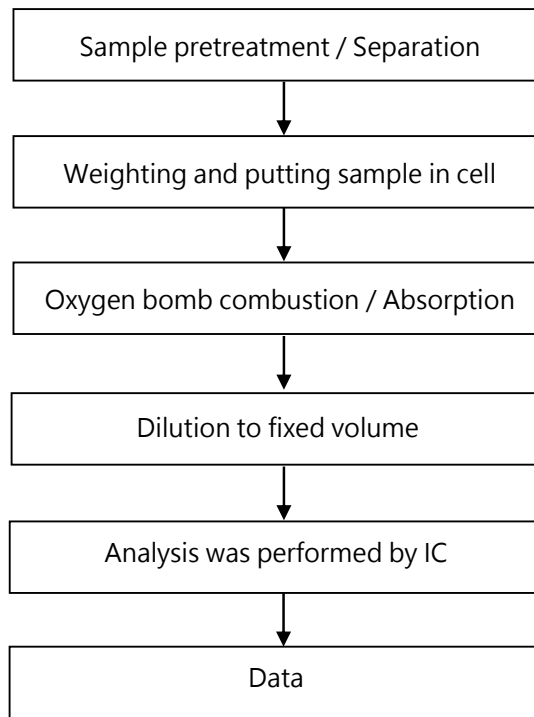 Sample pretreatment / Separation
Weighting and putting sample in cell
Oxygen bomb combustion / Absorption
Dilution to fixed volume
Analysis was performed by IC
Data